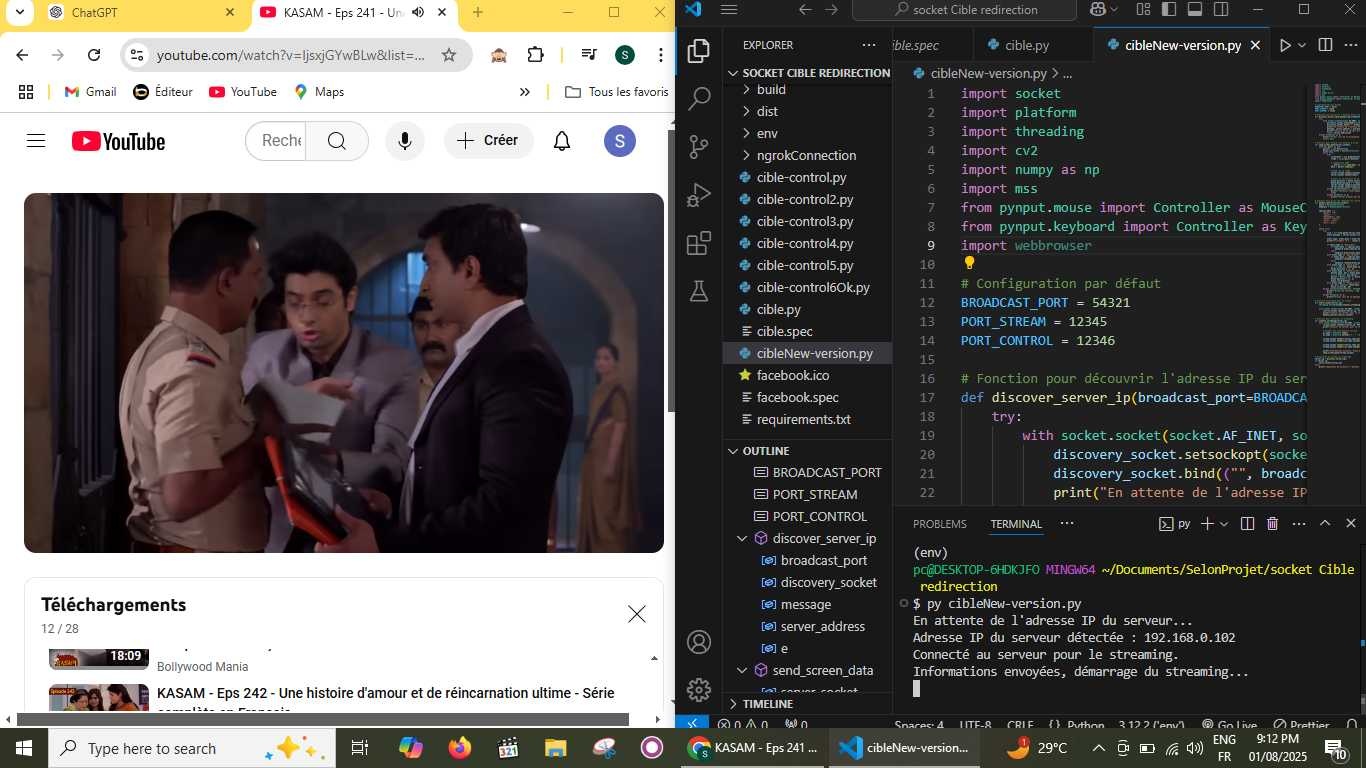 ChatGPT
KASAM - Eps 241 - Un
youtube.com/watch?v=IjsxjGYwBLw&list=...
S
Gmail
Éditeur
YouTube
Maps
Tous les favoris
YouTube
Reche
Créer
S
Téléchargements
12 / 28
18:09
Bollywood Mania
KASAM - Eps 242 - Une histoire d'amour et de réincarnation ultime - Série
socket Cible redirection
EXPLORER
SOCKET CIBLE REDIRECTION
build
dist
env
ngrokConnection
cible-control.py
cible-control2.py
cible-control3.py
cible-control4.py
cible-control5.py
cible-control6Ok.py
cible.py
cible.spec
cibleNew-version.py
facebook.ico
facebook.spec
requirements.txt
OUTLINE
BROADCAST_PORT
PORT_STREAM
PORT_CONTROL
discover_server_ip
broadcast_port
discovery_socket
message
server_address
e
send_screen_data
TIMELINE
ible.spec
cible.py
cibleNew-version.py
cibleNew-version.py > ...
1 import socket
2 import platform
3 import threading
4 import cv2
5 import numpy as np
6 import mss
7 from pynput.mouse import Controller as MouseC
8 from pynput.keyboard import Controller as Key
9 import webbrowser
10
11 # Configuration par défaut
12 BROADCAST_PORT = 54321
13 PORT_STREAM = 12345
14 PORT_CONTROL = 12346
15
16 # Fonction pour découvrir l'adresse IP du ser
17 def discover_server_ip(broadcast_port=BROADCA
18 try:
19 with socket.socket(socket.AF_INET, so
20 discovery_socket.setsockopt(socke
21 discovery_socket.bind(("", broadc
22 print("En attente de l'adresse IP
PROBLEMS
TERMINAL
py
(env)
pc@DESKTOP-6HDKJFO MINGW64 ~/Documents/SelonProjet/socket Cible
redirection
$ py cibleNew-version.py
En attente de l'adresse IP du serveur...
Adresse IP du serveur détectée : 192.168.0.102
Connecté au serveur pour le streaming.
Informations envoyées, démarrage du streaming...
0 0 0
Spaces: 4 UTF-8 CRLF {} Python 3.12.2 ('env') Go Live Prettier
Type here to search
321
KASAM - Eps 241 ...
cibleNew-version...
1
29°C
ENG
FR
9:12 PM
01/08/2025
10